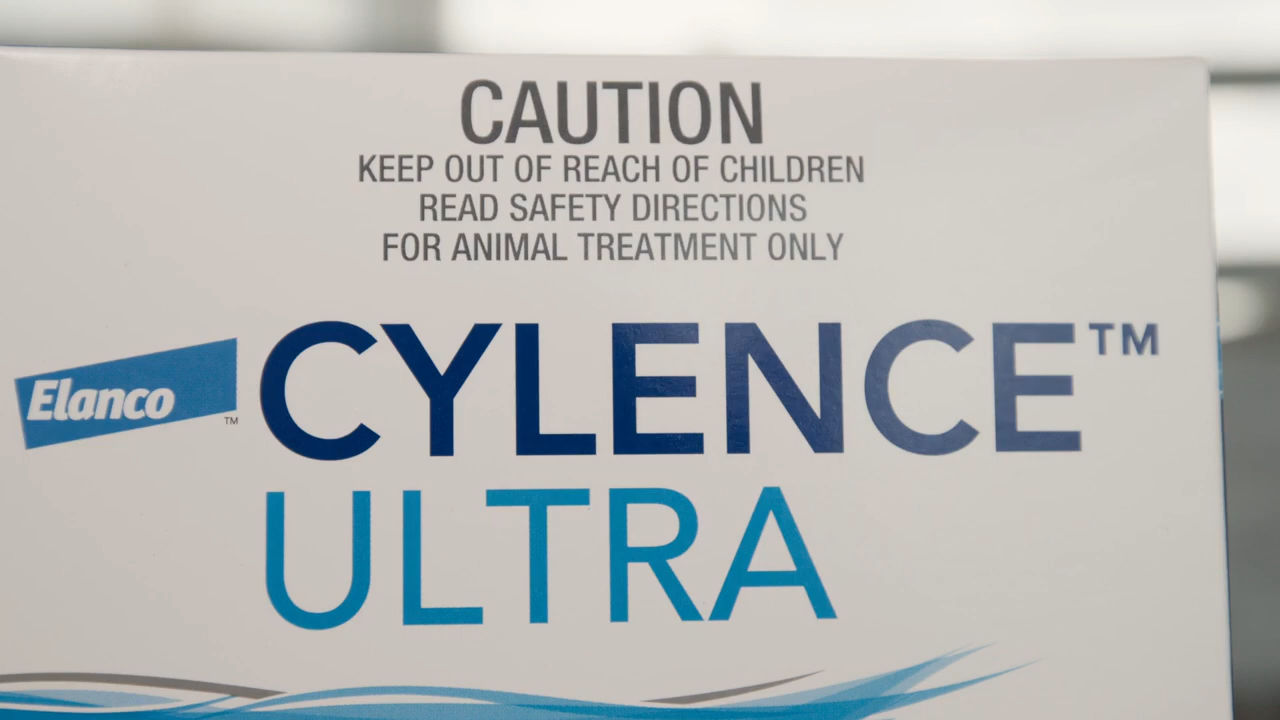 CAUTION
KEEP OUT OF REACH OF CHILDREN
READ SAFETY DIRECTIONS
FOR ANIMAL TREATMENT ONLY
Elanco™
CYLENCE™
ULTRA